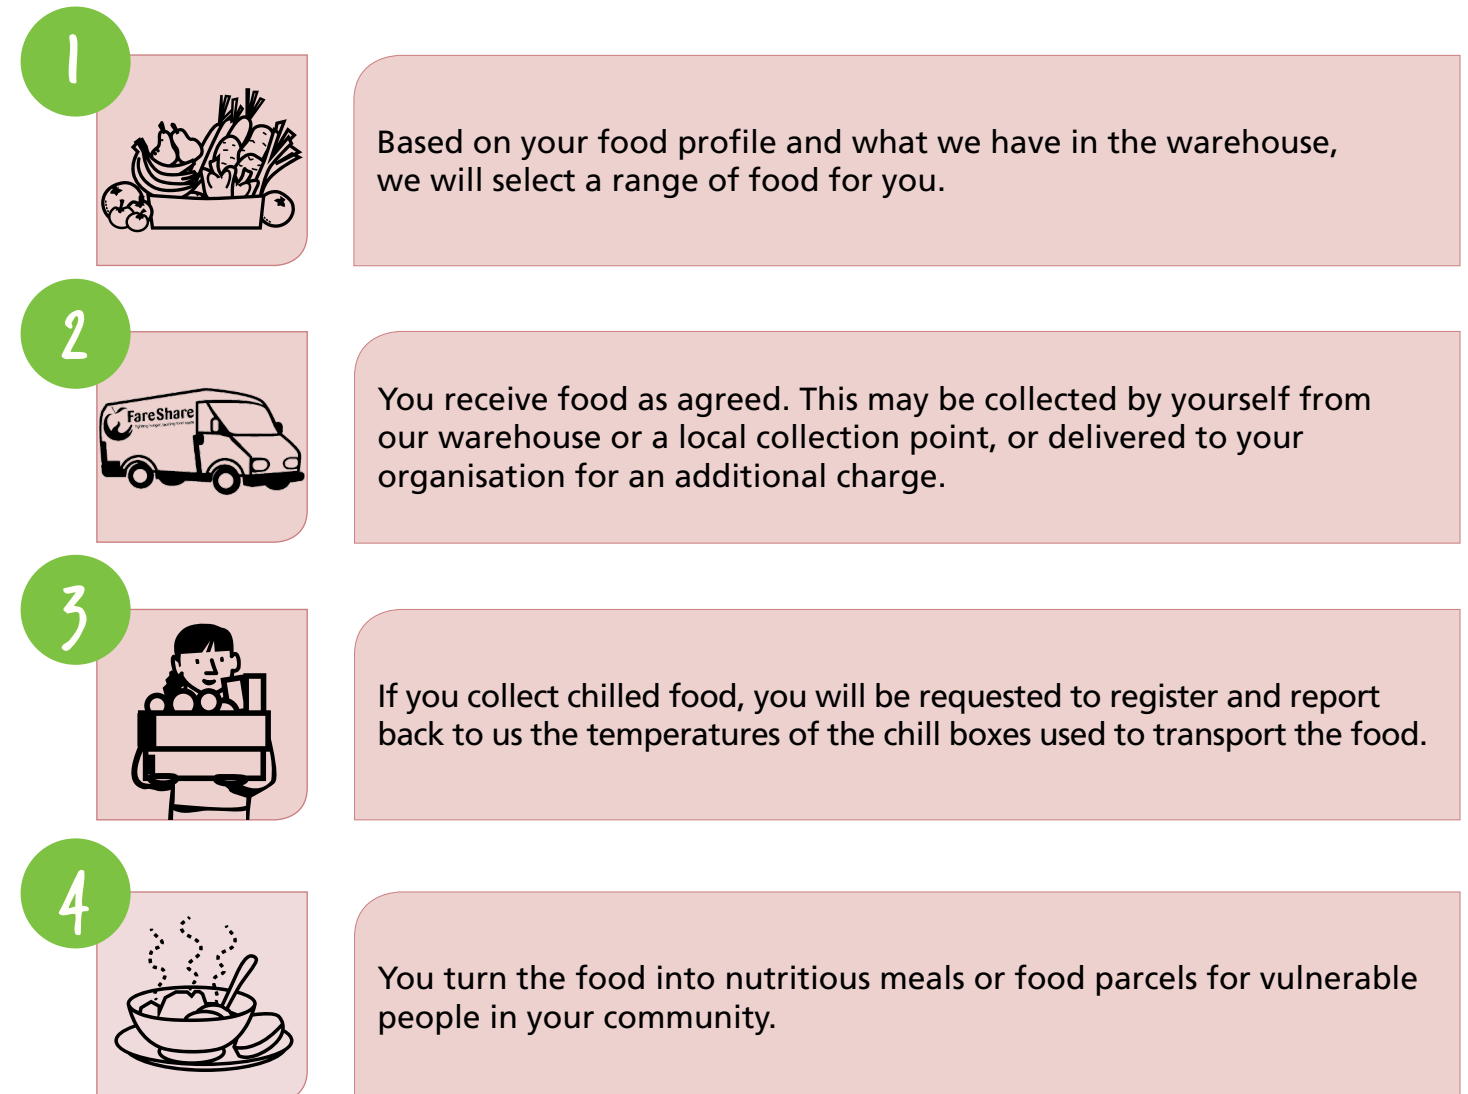 1
Based on your food profile and what we have in the warehouse,
we will select a range of food for you.
2
FareShare
fighting hunger, tackling food waste
You receive food as agreed. This may be collected by yourself from
our warehouse or a local collection point, or delivered to your
organisation for an additional charge.
3
If you collect chilled food, you will be requested to register and report
back to us the temperatures of the chill boxes used to transport the food.
4
You turn the food into nutritious meals or food parcels for vulnerable
people in your community.